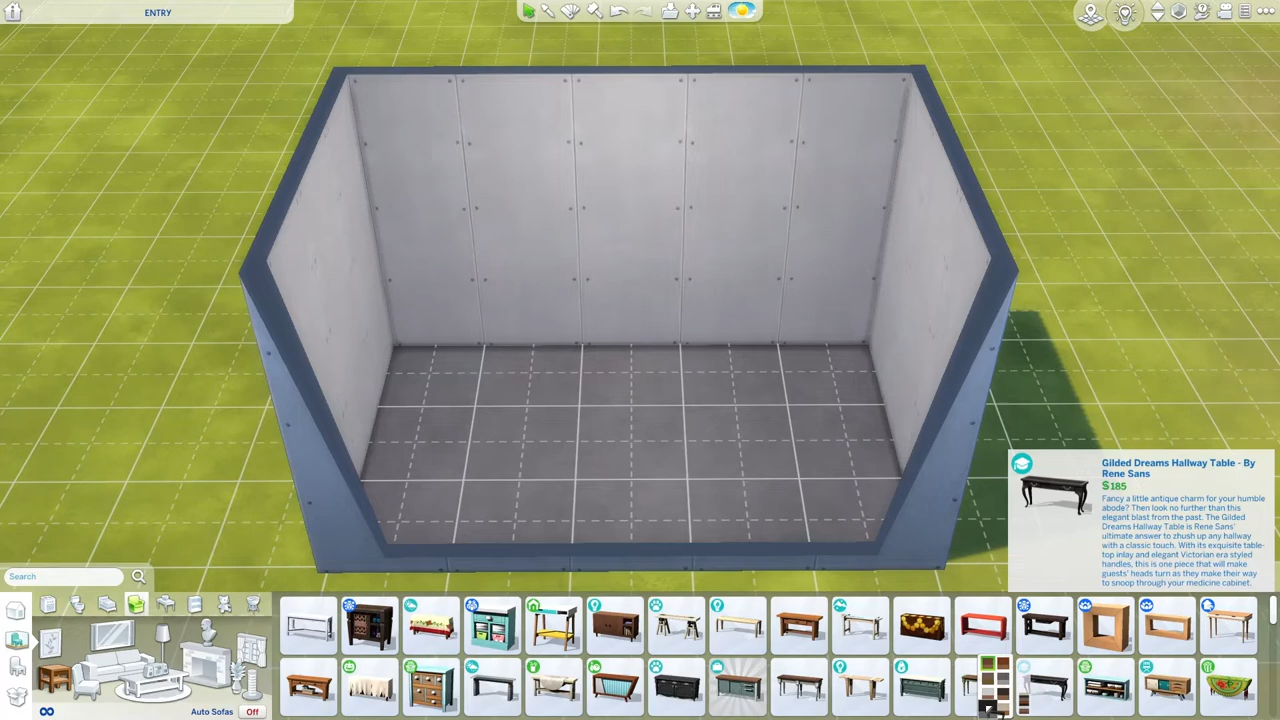 ENTRY
Gilded Dreams Hallway Table - By
Rene Sans
$185
Fancy a little antique charm for your humble
abode? Then look no further than this
elegant blast from the past. The Gilded
Dreams Hallway Table is Rene Sans'
ultimate answer to zhush up any hallway
with a classic touch. With its exquisite table-
top inlay and elegant Victorian era styled
handles, this is one piece that will make
guests' heads turn as they make their way
to snoop through your medicine cabinet.
Search
Auto Sofas
Off